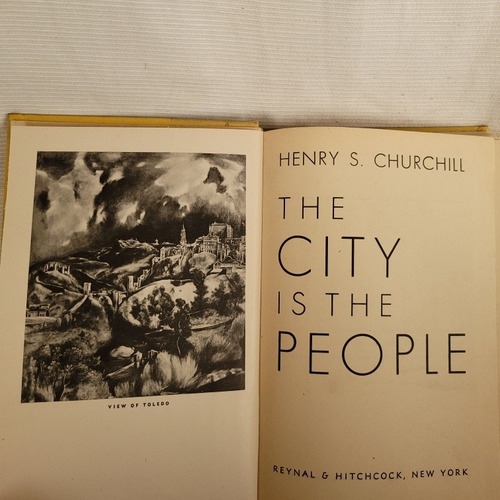 VIEW OF TOLEDO
HENRY S. CHURCHILL
THE
CITY
IS THE
PEOPLE
REYNAL & HITCHCOCK, NEW YORK